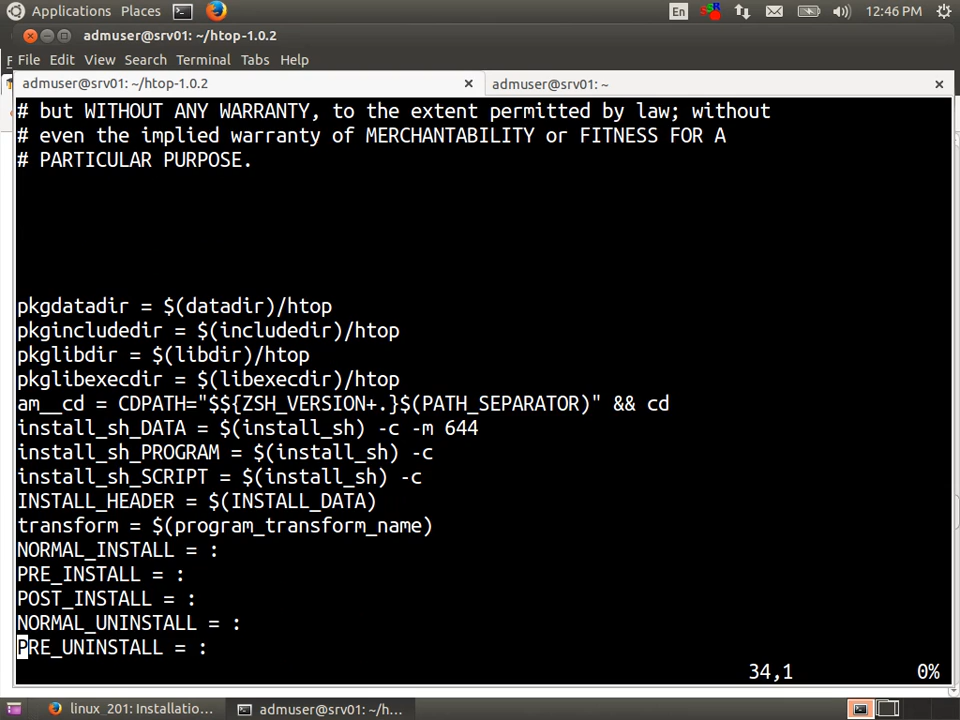 Applications Places En 12:46 PM
admuser@srv01: ~/htop-1.0.2
File Edit View Search Terminal Tabs Help
admuser@srv01: ~/htop-1.0.2 × admuser@srv01: ~ ×
# but WITHOUT ANY WARRANTY, to the extent permitted by law; without
# even the implied warranty of MERCHANTABILITY or FITNESS FOR A
# PARTICULAR PURPOSE.
pkgdatadir = $(datadir)/htop
pkgincludedir = $(includedir)/htop
pkglibdir = $(libdir)/htop
pkglibexecdir = $(libexecdir)/htop
am__cd = CDPATH="$${ZSH_VERSION+.}$(PATH_SEPARATOR)" && cd
install_sh_DATA = $(install_sh) -c -m 644
install_sh_PROGRAM = $(install_sh) -c
install_sh_SCRIPT = $(install_sh) -c
INSTALL_HEADER = $(INSTALL_DATA)
transform = $(program_transform_name)
NORMAL_INSTALL = :
PRE_INSTALL = :
POST_INSTALL = :
NORMAL_UNINSTALL = :
PRE_UNINSTALL = :
34,1 0%
linux_201: Installatio... admuser@srv01: ~/h...